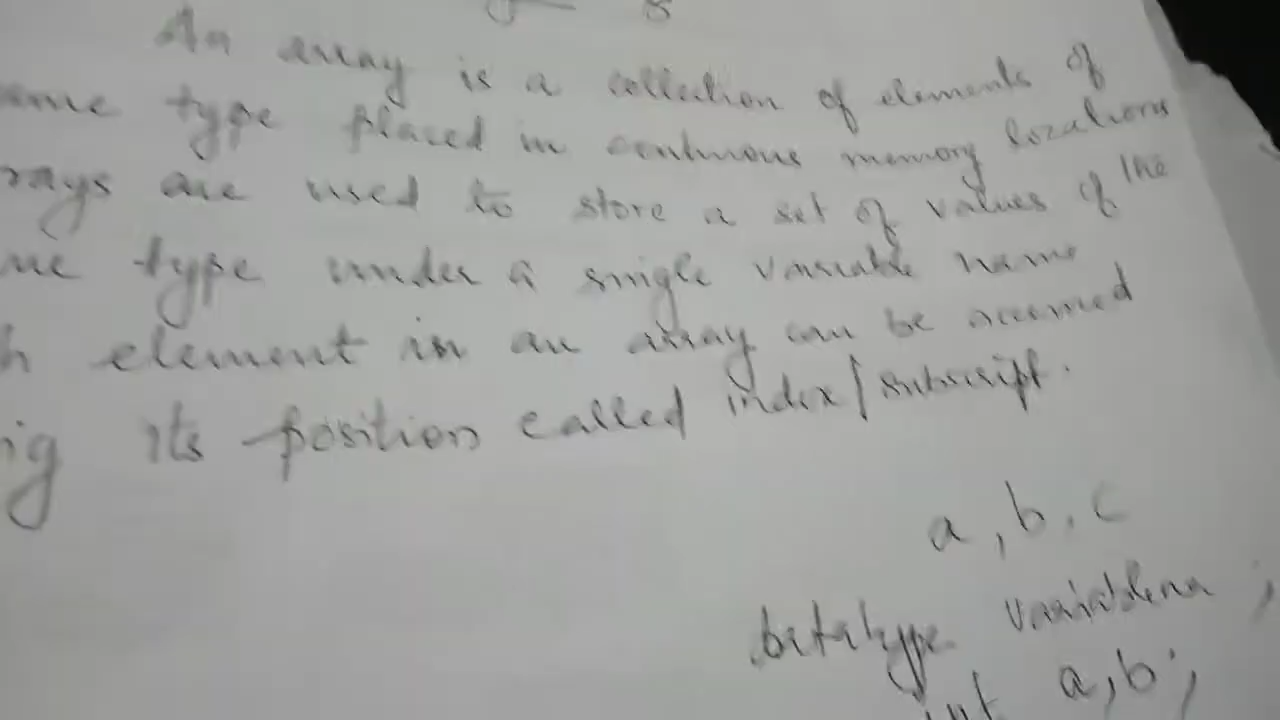 An array is a collection of elements of
ame type placed in contnuous memory locations
rays are used to store a set of values of the
me type under a single variable name
h element in an array can be accessed
ig its position called index/subscript.
a, b, c
datatype variablena ;
int a, b ;